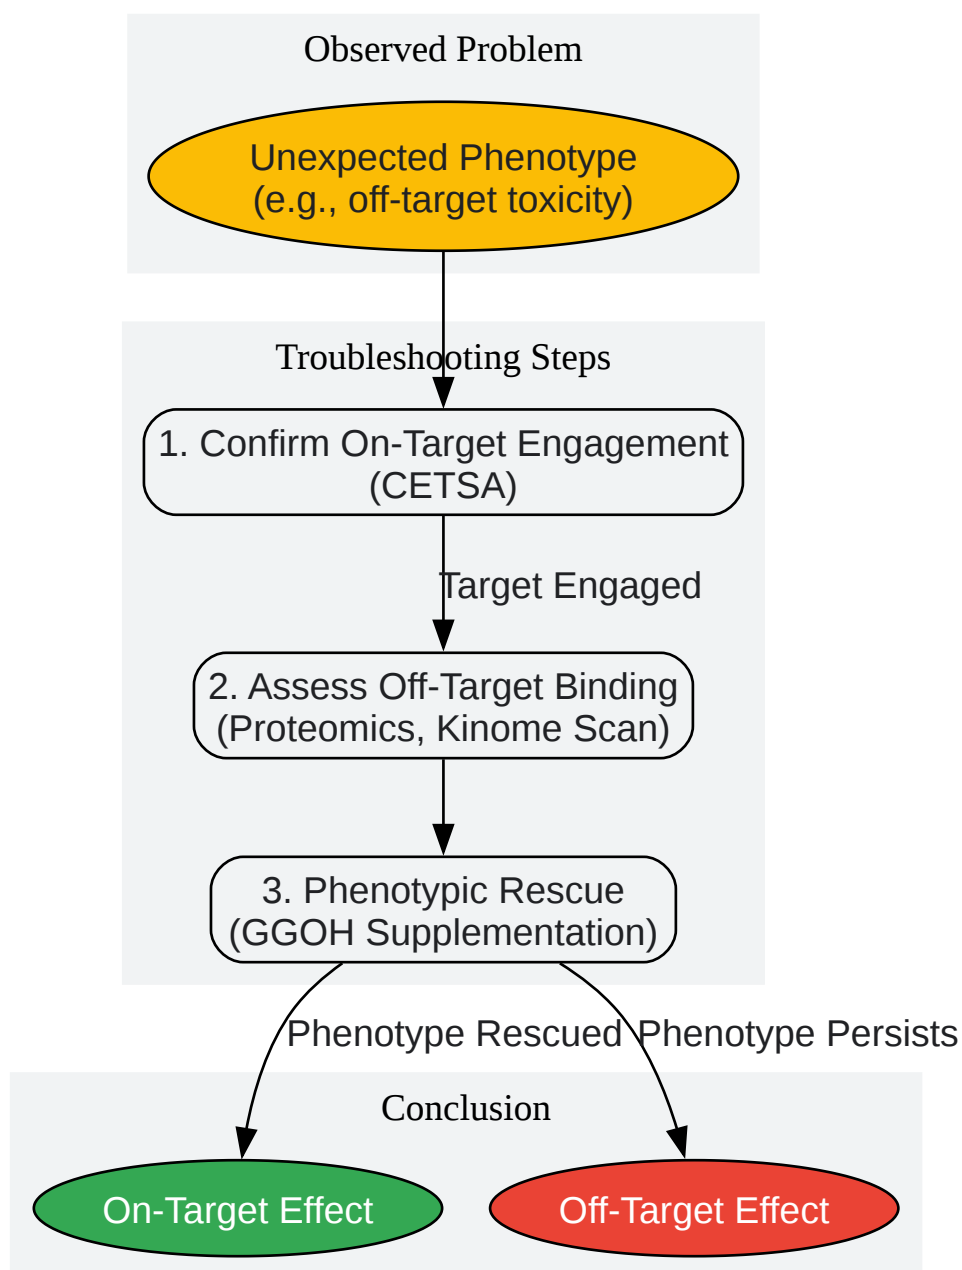 Observed Problem
Unexpected Phenotype
(e.g., off-target toxicity)
Troubleshooting Steps
1. Confirm On-Target Engagement
(CETSA)
Target Engaged
2. Assess Off-Target Binding
(Proteomics, Kinome Scan)
3. Phenotypic Rescue
(GGOH Supplementation)
Phenotype Rescued
Phenotype Persists
Conclusion
On-Target Effect
Off-Target Effect